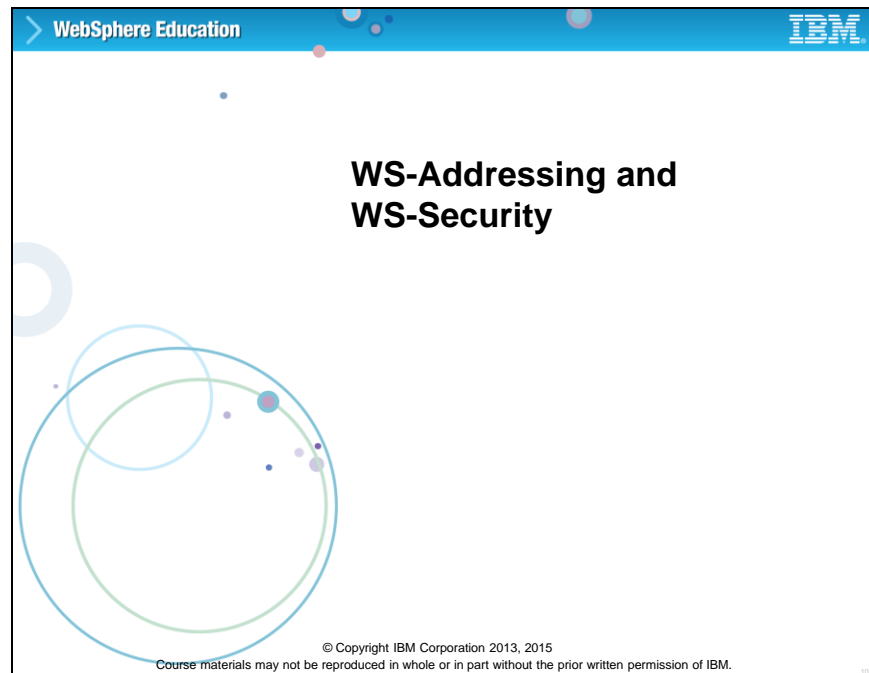 WebSphere Education
IBM®
WS-Addressing and
WS-Security
© Copyright IBM Corporation 2013, 2015
Course materials may not be reproduced in whole or in part without the prior written permission of IBM.